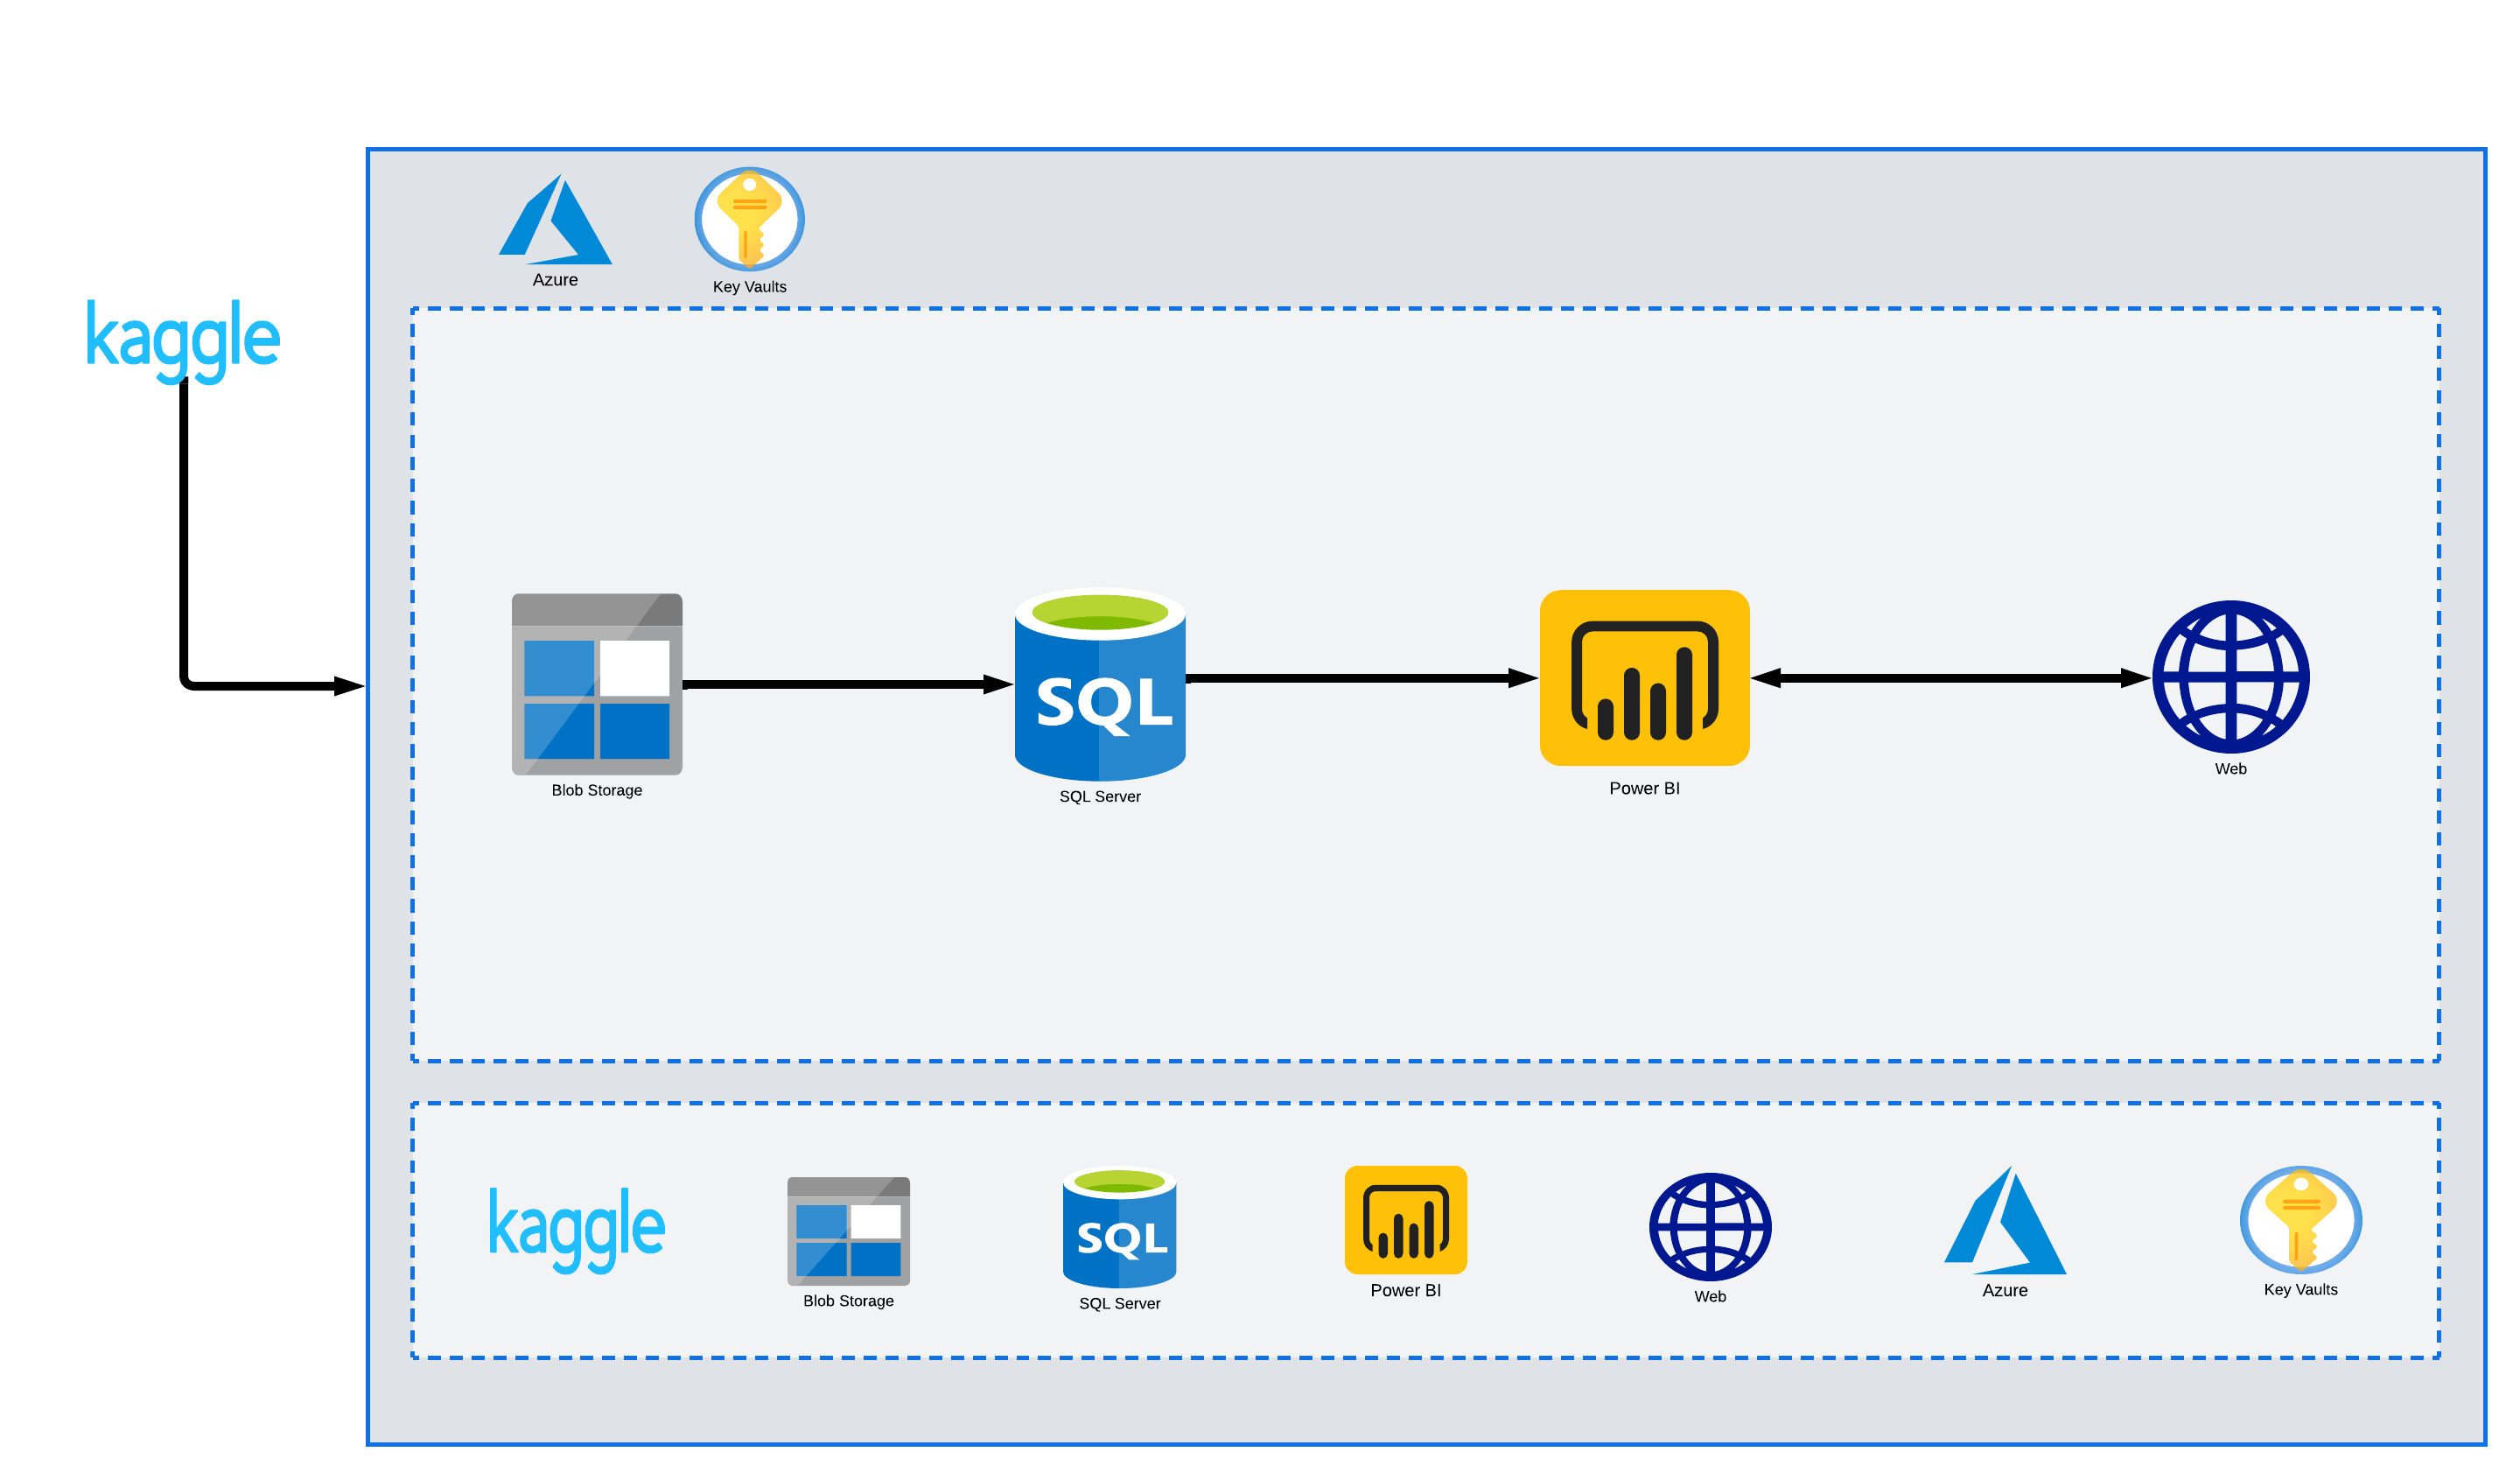 Azure
Key Vaults
kaggle
SQL
Blob Storage
SQL Server
Power BI
Web
kaggle
SQL
Blob Storage
SQL Server
Power BI
Web
Azure
Key Vaults